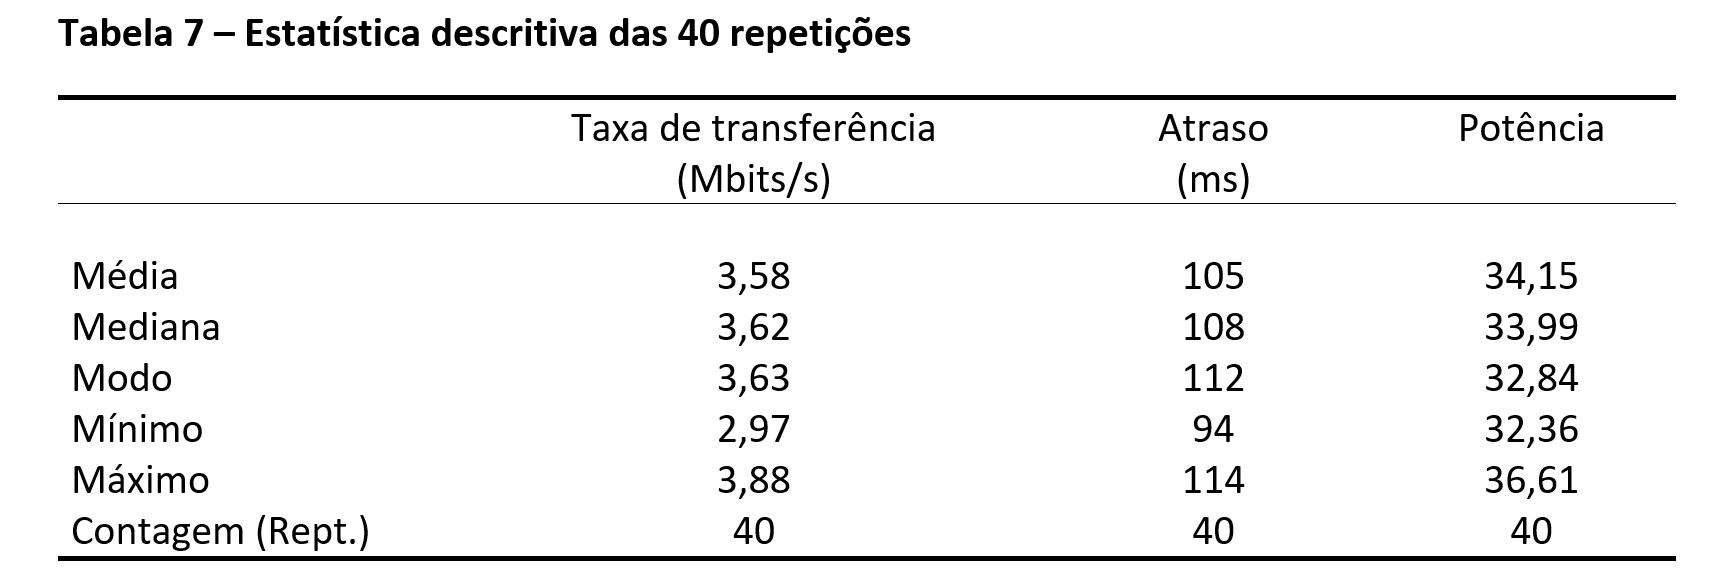 Tabela 7 – Estatística descritiva das 40 repetições
Taxa de transferência Atraso Potência
(Mbits/s) (ms)
Média 3,58 105 34,15
Mediana 3,62 108 33,99
Modo 3,63 112 32,84
Mínimo 2,97 94 32,36
Máximo 3,88 114 36,61
Contagem (Rept.) 40 40 40